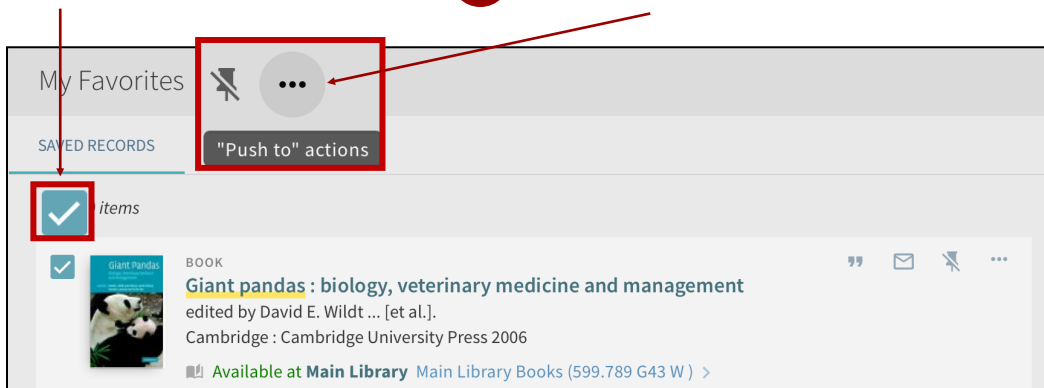 My Favorites
SAVED RECORDS
"Push to" actions
items
Giant Pandas
BOOK
Giant pandas : biology, veterinary medicine and management
edited by David E. Wildt ... [et al.].
Cambridge : Cambridge University Press 2006
Available at Main Library Main Library Books (599.789 G43 W ) >